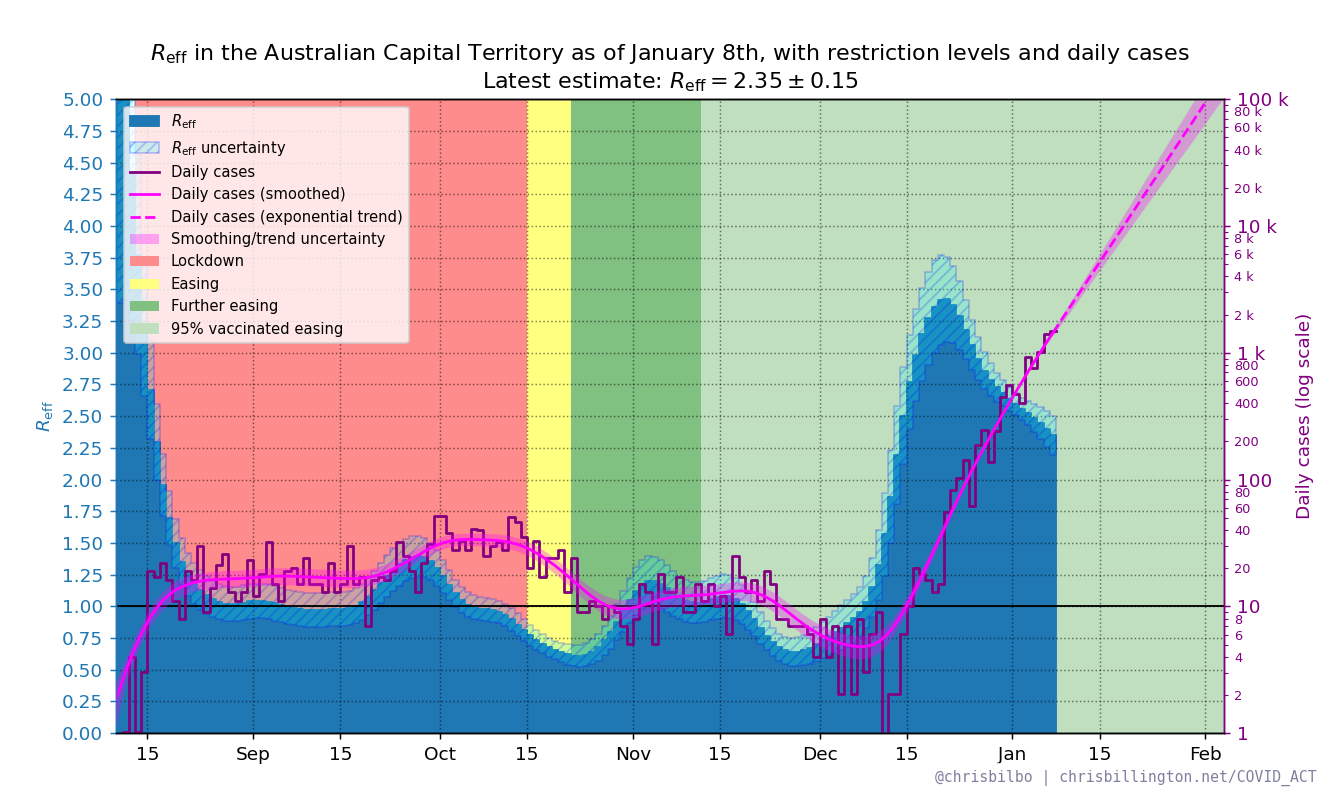 Reff in the Australian Capital Territory as of January 8th, with restriction levels and daily cases
Latest estimate: Reff = 2.35 ± 0.15
Reff
Reff uncertainty
Daily cases
Daily cases (smoothed)
Daily cases (exponential trend)
Smoothing/trend uncertainty
Lockdown
Easing
Further easing
95% vaccinated easing
Reff
5.00
4.75
4.50
4.25
4.00
3.75
3.50
3.25
3.00
2.75
2.50
2.25
2.00
1.75
1.50
1.25
1.00
0.75
0.50
0.25
0.00
100 k
80 k
60 k
40 k
20 k
10 k
8 k
6 k
4 k
2 k
1 k
800
600
400
200
100
80
60
40
20
10
8
6
4
2
1
Daily cases (log scale)
15 Sep 15 Oct 15 Nov 15 Dec 15 Jan 15 Feb
@chrisbilbo | chrisbillington.net/COVID_ACT